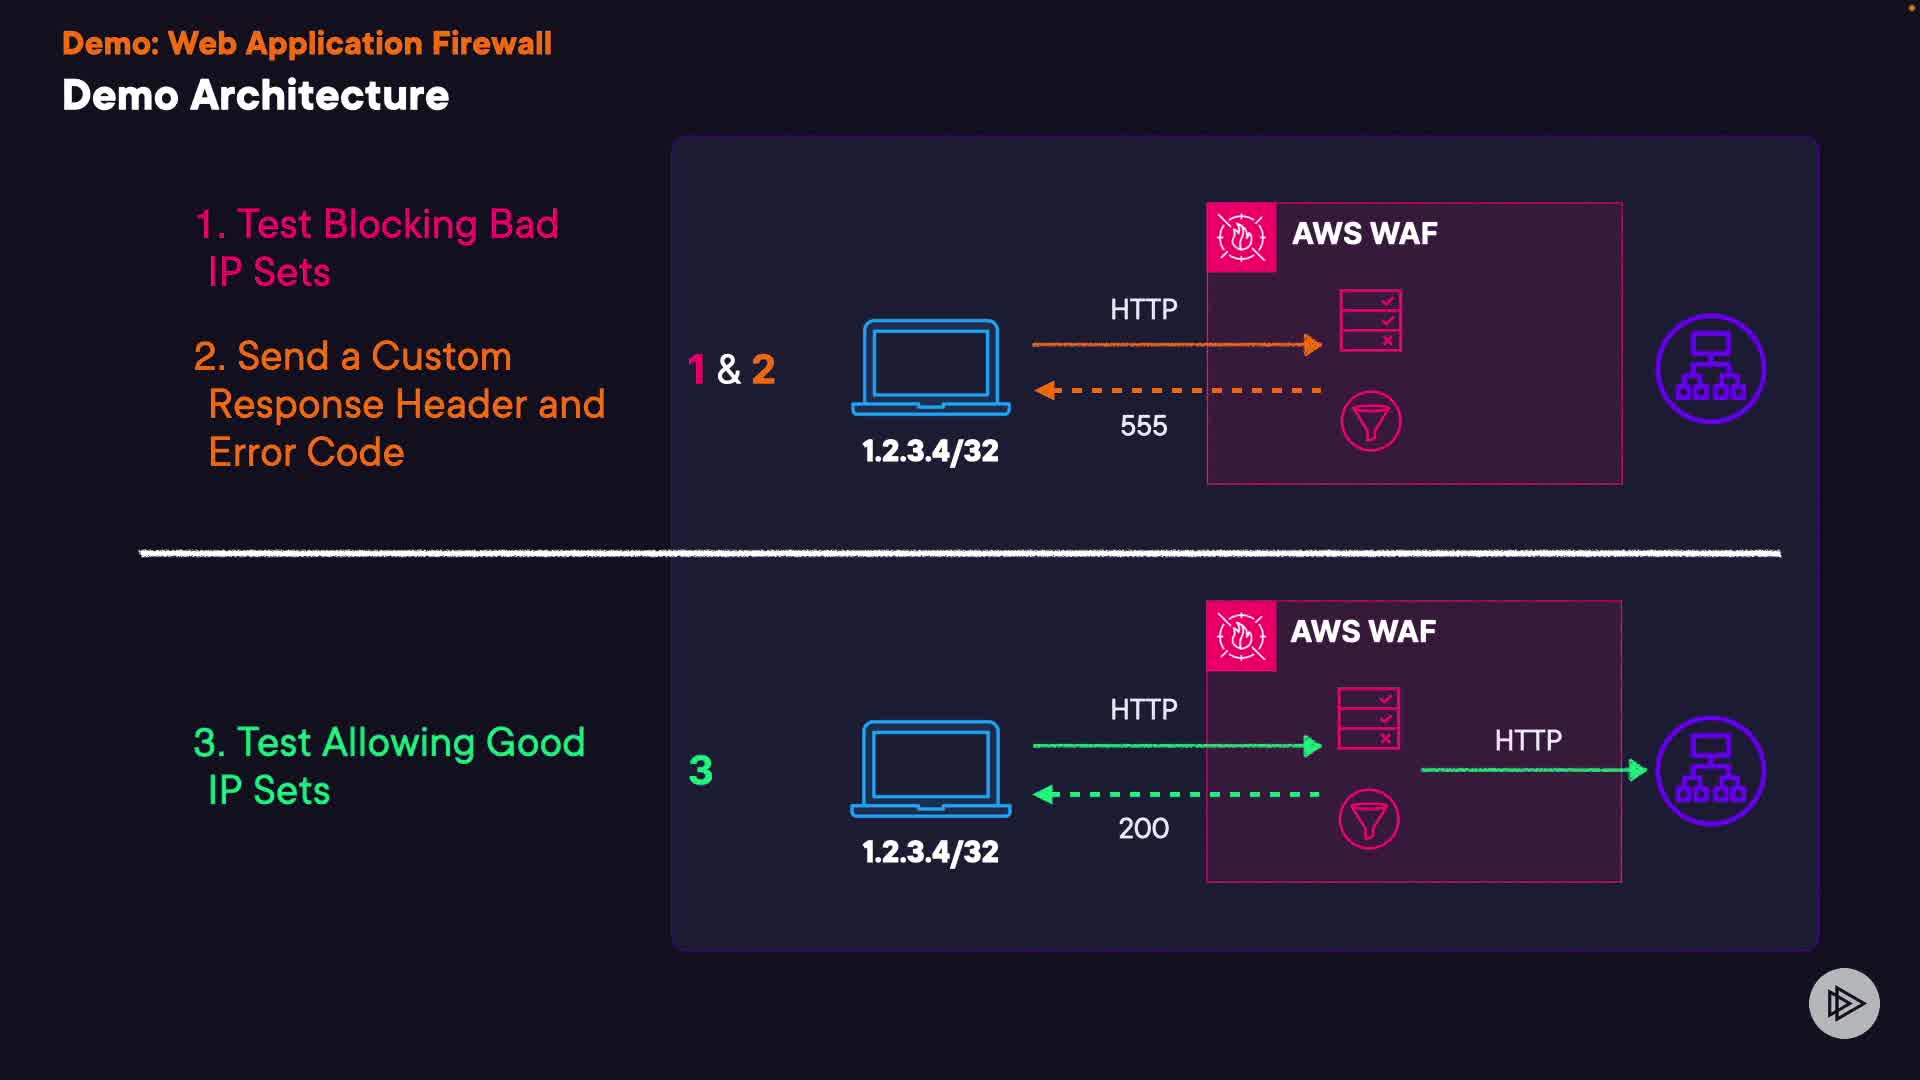 Demo: Web Application Firewall
Demo Architecture
1. Test Blocking Bad
IP Sets
2. Send a Custom
Response Header and
Error Code
1 & 2
HTTP
555
1.2.3.4/32
AWS WAF
3. Test Allowing Good
IP Sets
3
HTTP
200
1.2.3.4/32
AWS WAF
HTTP